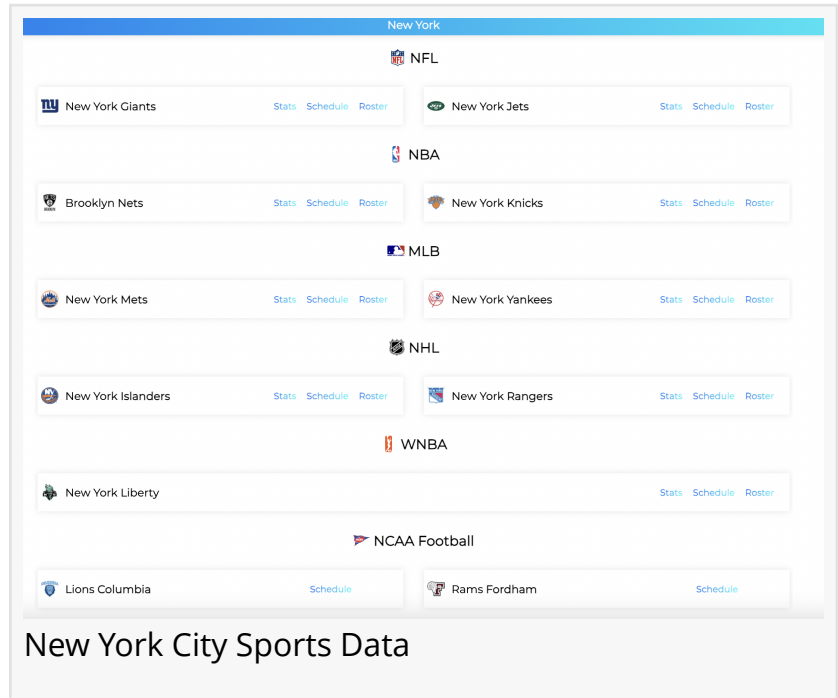 New York
NFL
New York Giants Stats Schedule Roster New York Jets Stats Schedule Roster
NBA
Brooklyn Nets Stats Schedule Roster New York Knicks Stats Schedule Roster
MLB
New York Mets Stats Schedule Roster New York Yankees Stats Schedule Roster
NHL
New York Islanders Stats Schedule Roster New York Rangers Stats Schedule Roster
WNBA
New York Liberty Stats Schedule Roster
NCAA Football
Lions Columbia Schedule Rams Fordham Schedule
New York City Sports Data